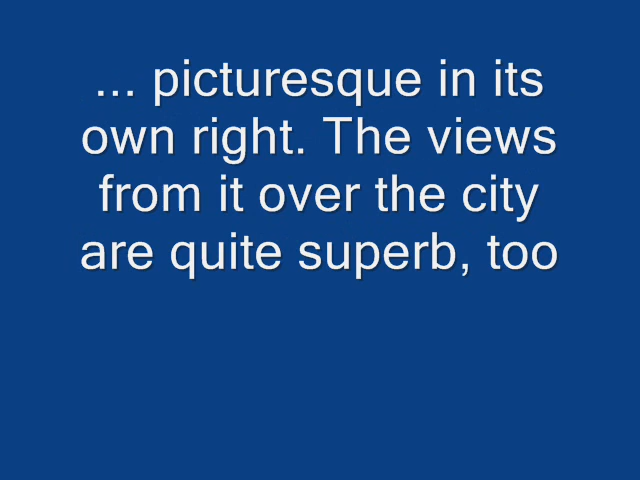 ... picturesque in its
own right. The views
from it over the city
are quite superb, too